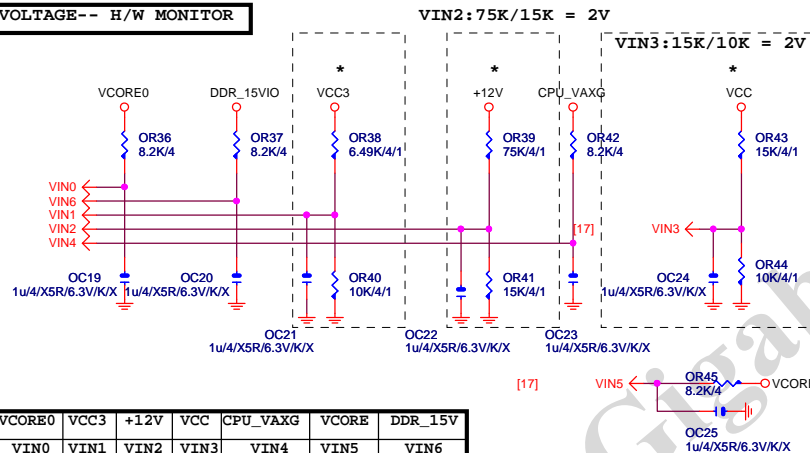 VOLTAGE-- H/W MONITOR
VIN2:75K/15K = 2V
VIN3:15K/10K = 2V
* * *
VCORE0 DDR_15VIO VCC3 +12V CPU_VAXG VCC
OR36 OR37 OR38 OR39 OR42 OR43
8.2K/4 8.2K/4 6.49K/4/1 75K/4/1 8.2K/4 15K/4/1
VIN0
VIN6
VIN1
VIN2 [17] VIN3
VIN4
OC19 OC20 OR40 OR41 OC24 OR44
1u/4/X5R/6.3V/K/X 1u/4/X5R/6.3V/K/X 10K/4/1 15K/4/1 1u/4/X5R/6.3V/K/X 10K/4/1
OC21 OC22 OC23
1u/4/X5R/6.3V/K/X 1u/4/X5R/6.3V/K/X 1u/4/X5R/6.3V/K/X
[17] VIN5 OR45 VCORE
8.2K/4
OC25
1u/4/X5R/6.3V/K/X
VCORE0 VCC3 +12V VCC CPU_VAXG VCORE DDR_15V
VIN0 VIN1 VIN2 VIN3 VIN4 VIN5 VIN6
Gigab